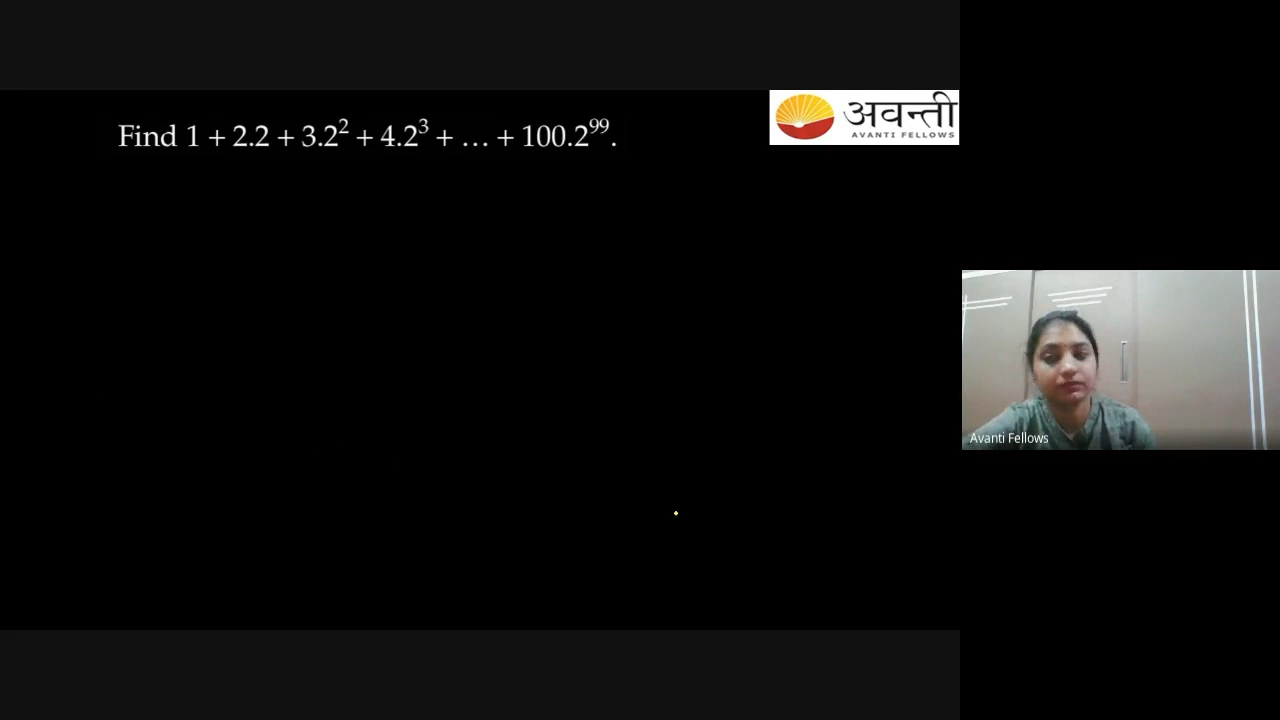 Find 1 + 2.2 + 3.2² + 4.2³ + … + 100.2⁹⁹.
अवन्ती
AVANTI FELLOWS
Avanti Fellows